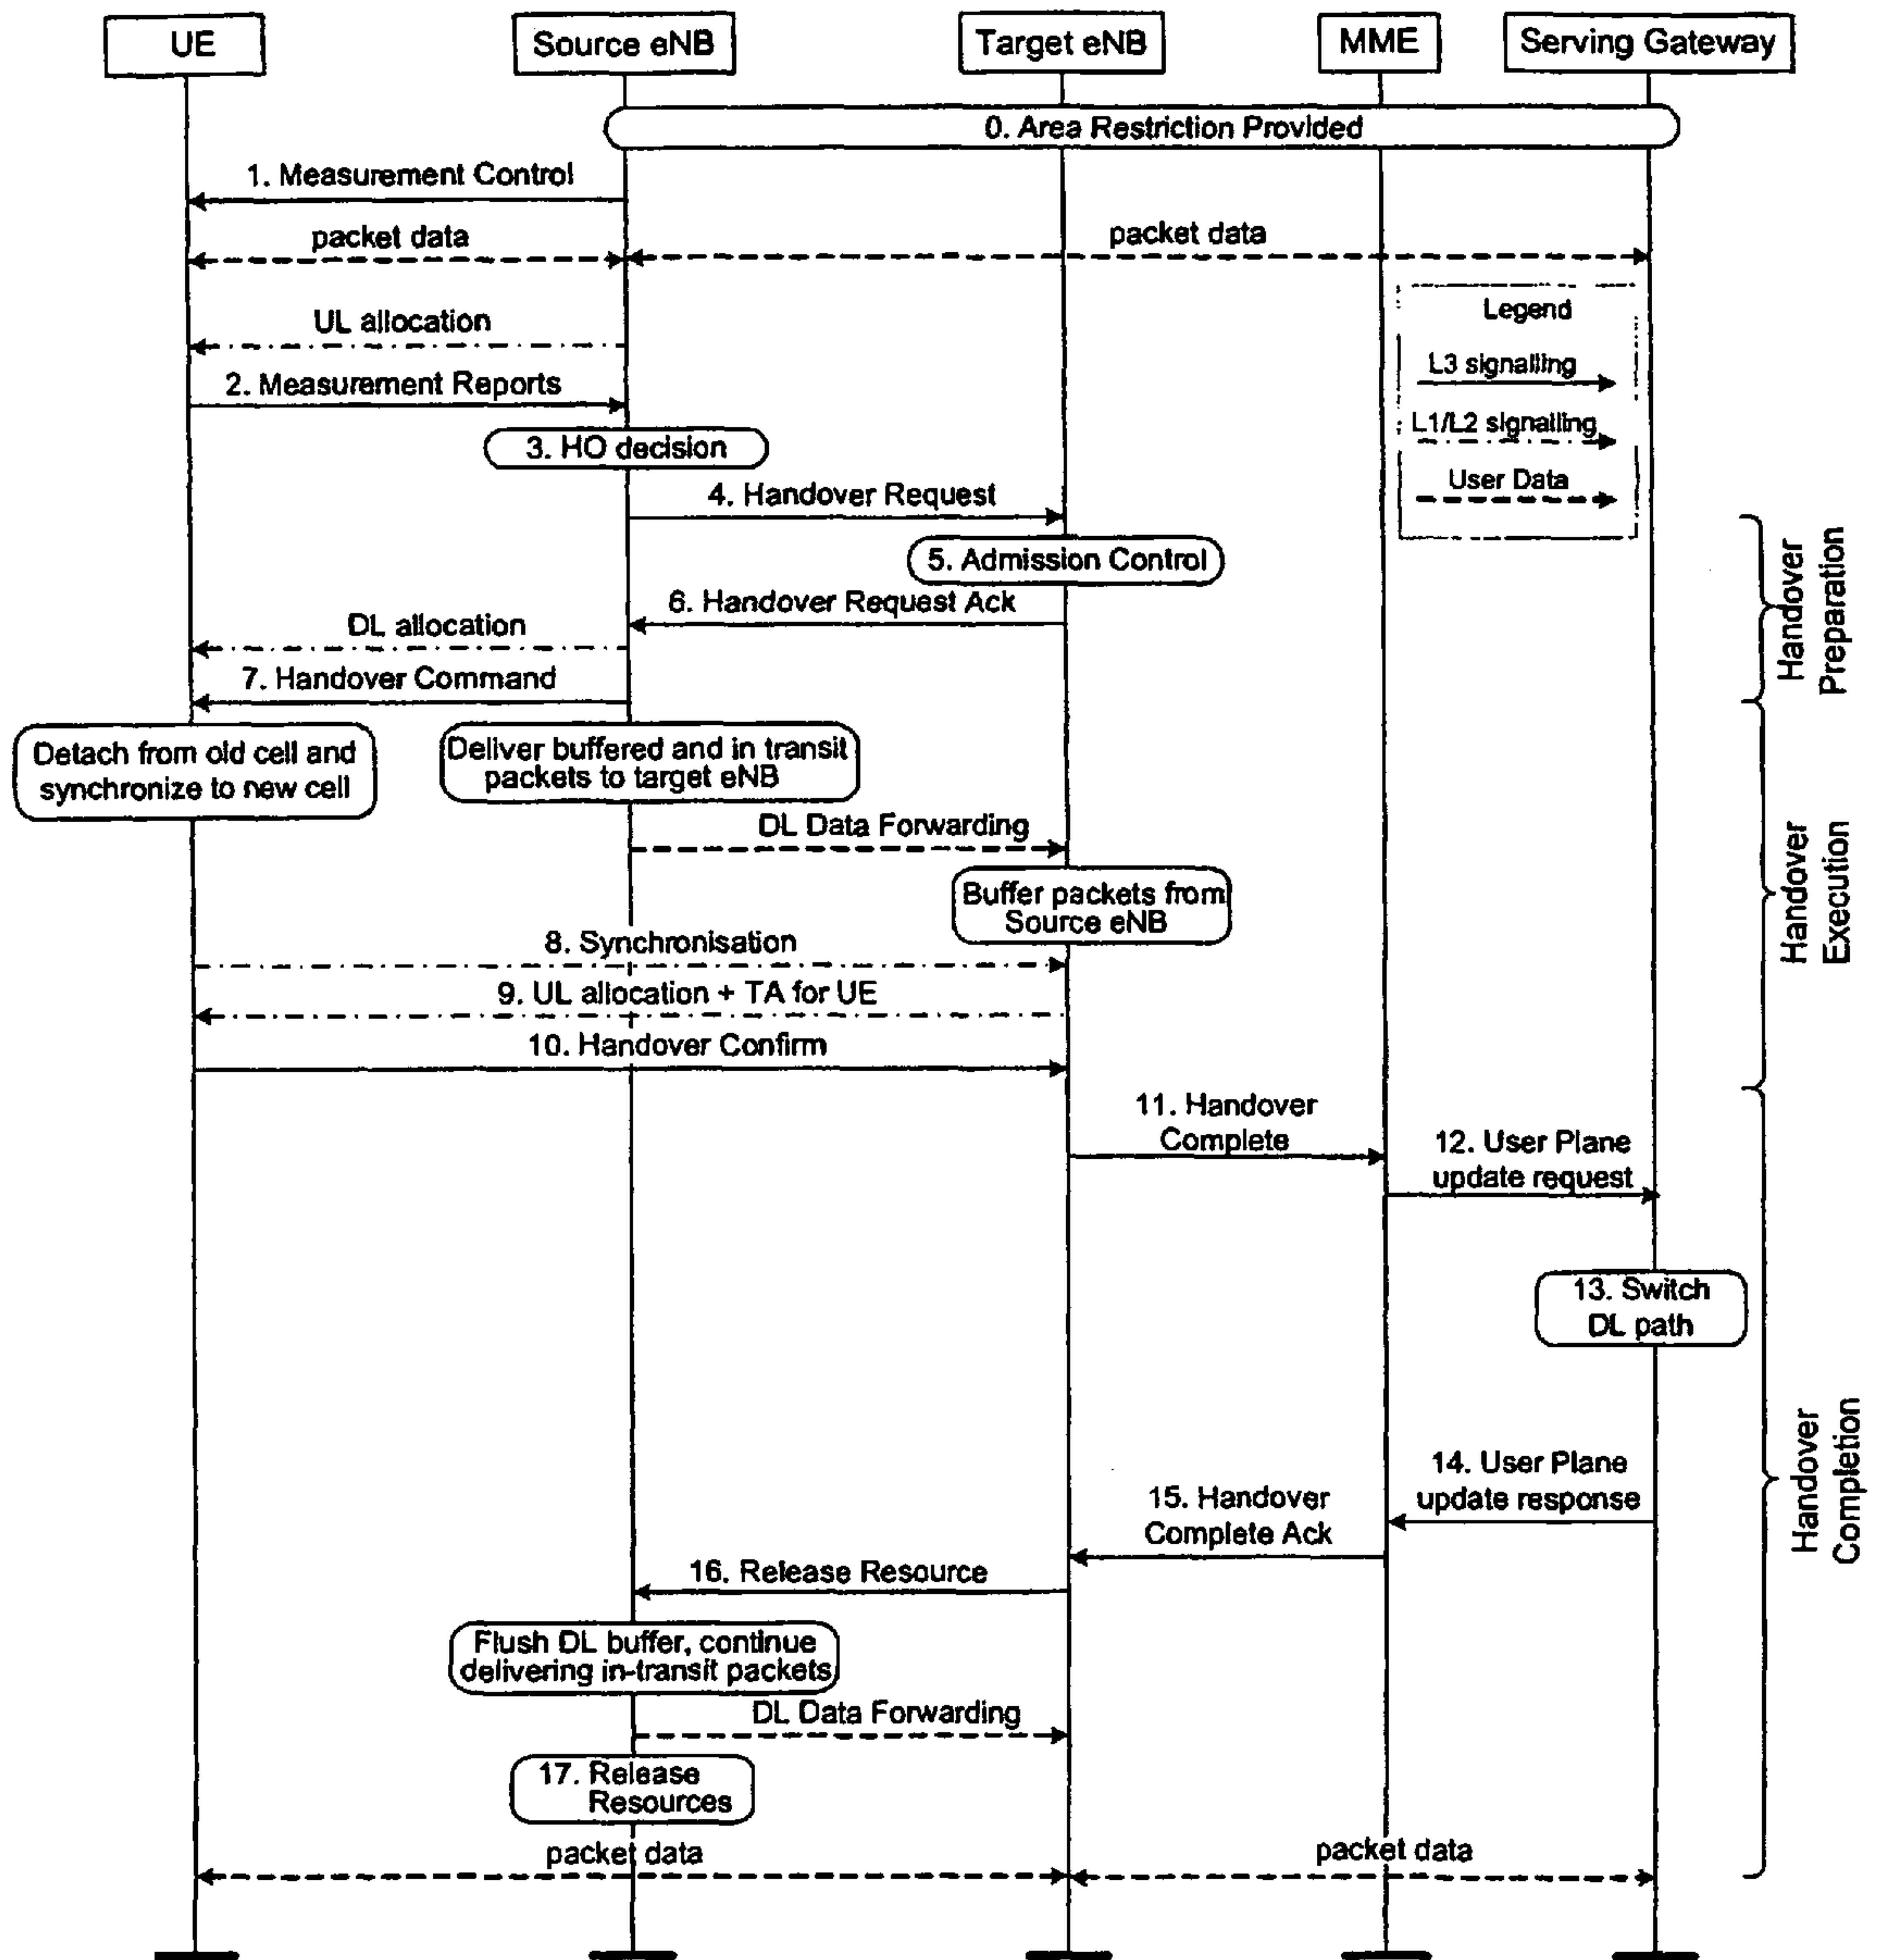 UE
Source eNB
Target eNB
MME
Serving Gateway
0. Area Restriction Provided
1. Measurement Control
packet data
packet data
UL allocation
Legend
L3 signalling
L1/L2 signalling
User Data
2. Measurement Reports
3. HO decision
4. Handover Request
5. Admission Control
6. Handover Request Ack
DL allocation
7. Handover Command
Handover
Preparation
Detach from old cell and
synchronize to new cell
Deliver buffered and in transit
packets to target eNB
DL Data Forwarding
Buffer packets from
Source eNB
8. Synchronisation
9. UL allocation + TA for UE
10. Handover Confirm
Handover
Execution
11. Handover
Complete
12. User Plane
update request
13. Switch
DL path
14. User Plane
update response
15. Handover
Complete Ack
16. Release Resource
Flush DL buffer, continue
delivering in-transit packets
DL Data Forwarding
17. Release
Resources
packet data
packet data
Handover
Completion